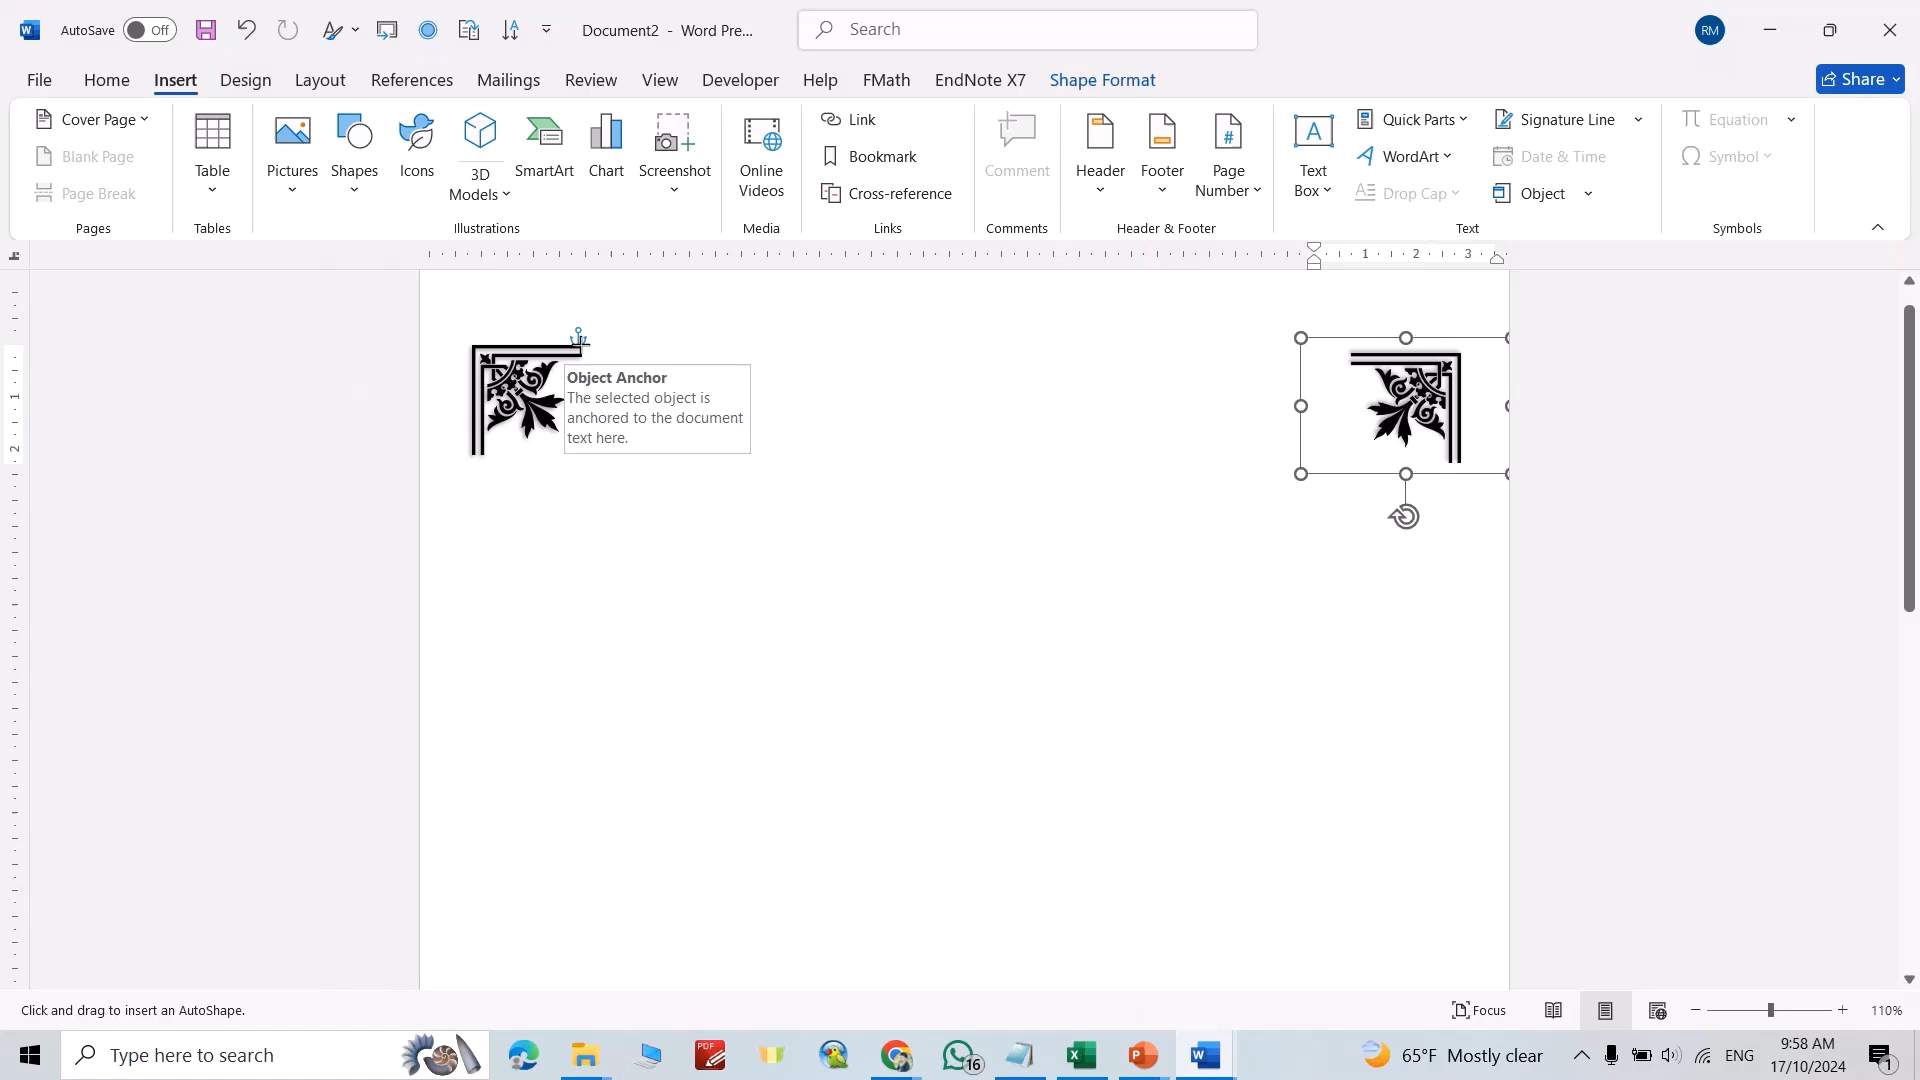 AutoSave Off Document2 - Word Pre... Search RM
File Home Insert Design Layout References Mailings Review View Developer Help FMath EndNote X7 Shape Format Share
Cover Page
Blank Page
Page Break
Pages
Table
Tables
Pictures Shapes Icons 3D Models SmartArt Chart Screenshot
Illustrations
Online Videos
Media
Link
Bookmark
Cross-reference
Links
Comment
Comments
Header Footer Page Number
Header & Footer
Text Box
Quick Parts
WordArt
Drop Cap
Signature Line
Date & Time
Object
Text
Equation
Symbol
Symbols
1 2 3
1
2
Object Anchor
The selected object is
anchored to the document
text here.
Click and drag to insert an AutoShape. Focus 110%
Type here to search 16 65°F Mostly clear ENG 9:58 AM
17/10/2024 1